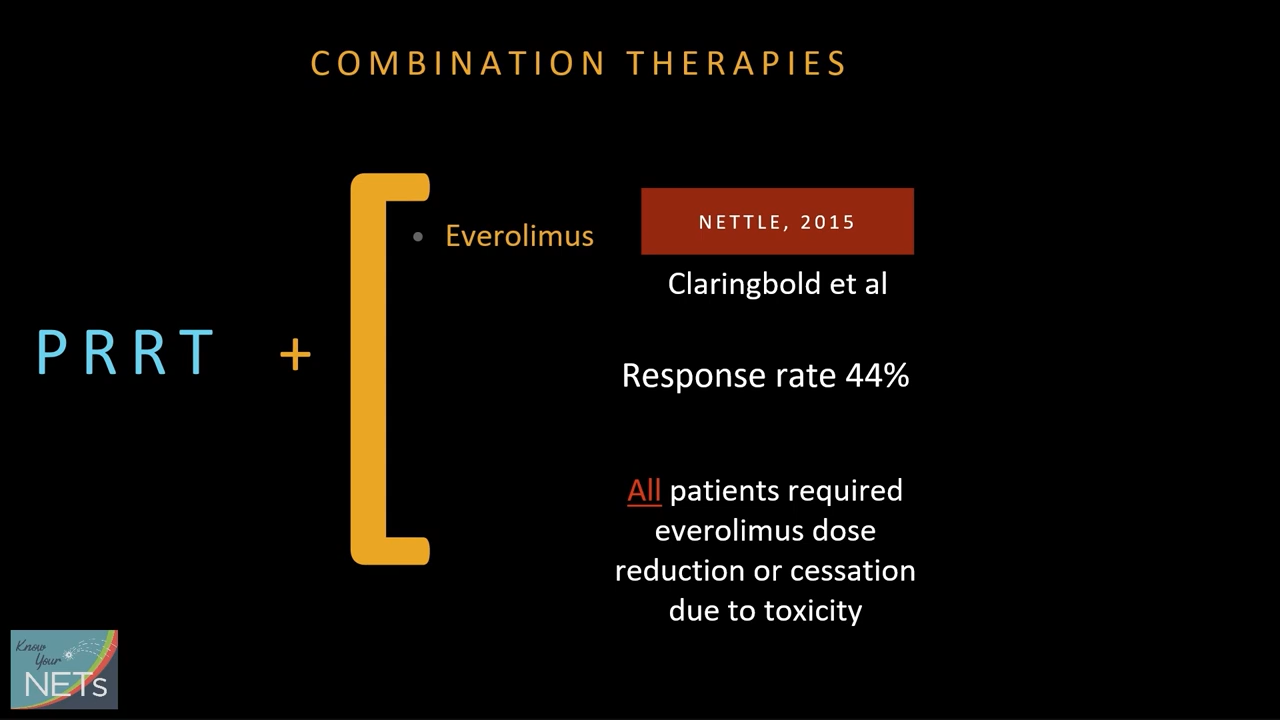 COMBINATION THERAPIES
PRRT +
• Everolimus
NETTLE, 2015
Claringbold et al
Response rate 44%
All patients required
everolimus dose
reduction or cessation
due to toxicity
Know
Your
NETs